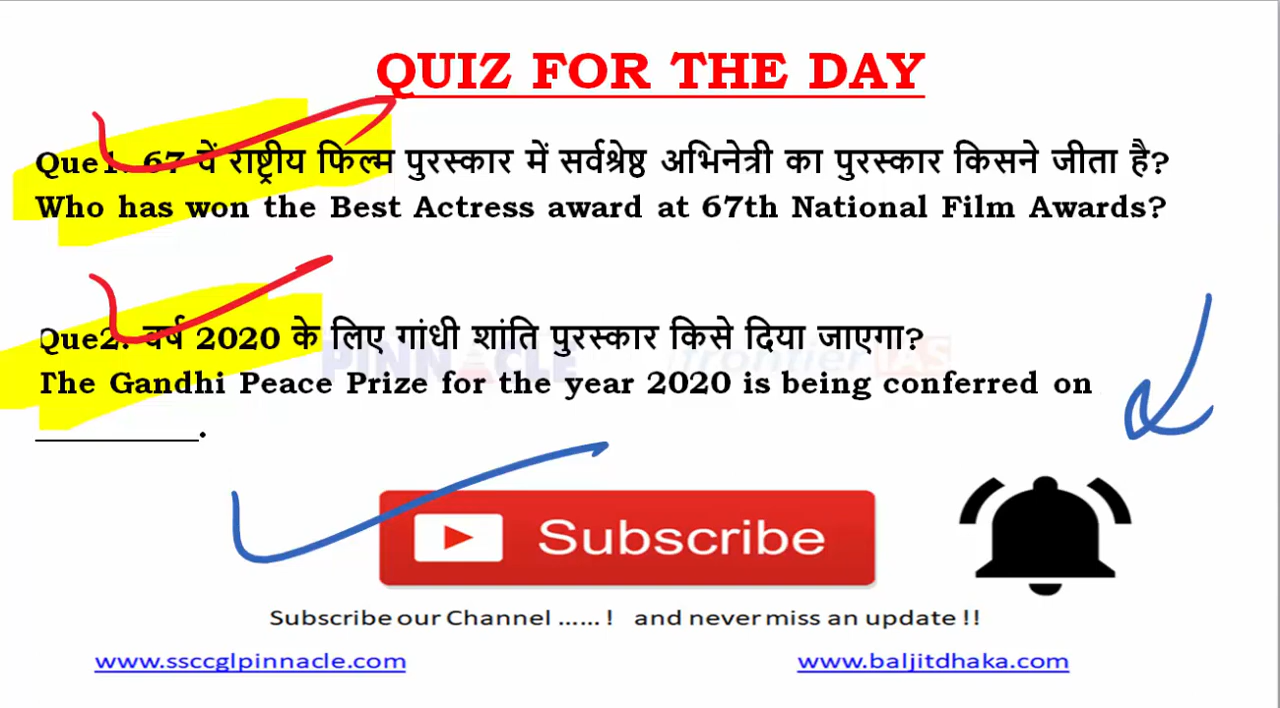 QUIZ FOR THE DAY
Que1. 67 वें राष्ट्रीय फिल्म पुरस्कार में सर्वश्रेष्ठ अभिनेत्री का पुरस्कार किसने जीता है?
Who has won the Best Actress award at 67th National Film Awards?
Que2. वर्ष 2020 के लिए गांधी शांति पुरस्कार किसे दिया जाएगा?
PINNACLE frontier IAS
The Gandhi Peace Prize for the year 2020 is being conferred on
__________.
Subscribe
Subscribe our Channel ...... ! and never miss an update !!
www.ssccglpinnacle.com www.baljitdhaka.com